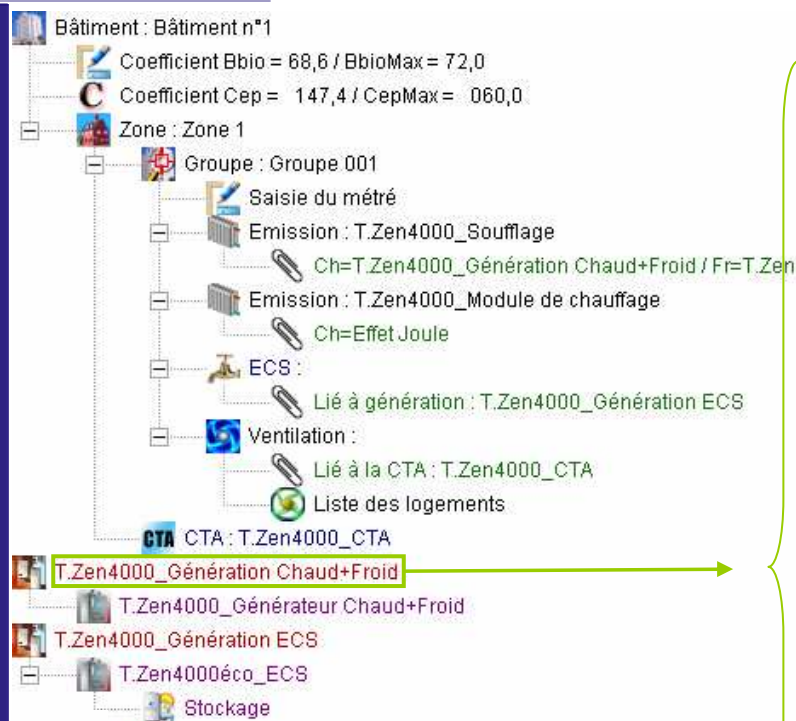 Bâtiment : Bâtiment n°1
Coefficient Bbio = 68,6 / BbioMax = 72,0
C Coefficient Cep = 147,4 / CepMax = 060,0
Zone : Zone 1
Groupe : Groupe 001
Saisie du métré
Emission : T.Zen4000_Soufflage
Ch=T.Zen4000_Génération Chaud+Froid / Fr=T.Zen
Emission : T.Zen4000_Module de chauffage
Ch=Effet Joule
ECS :
Lié à génération : T.Zen4000_Génération ECS
Ventilation :
Lié à la CTA : T.Zen4000_CTA
Liste des logements
CTA CTA : T.Zen4000_CTA
T.Zen4000_Génération Chaud+Froid
T.Zen4000_Générateur Chaud+Froid
T.Zen4000_Génération ECS
T.Zen4000éco_ECS
Stockage